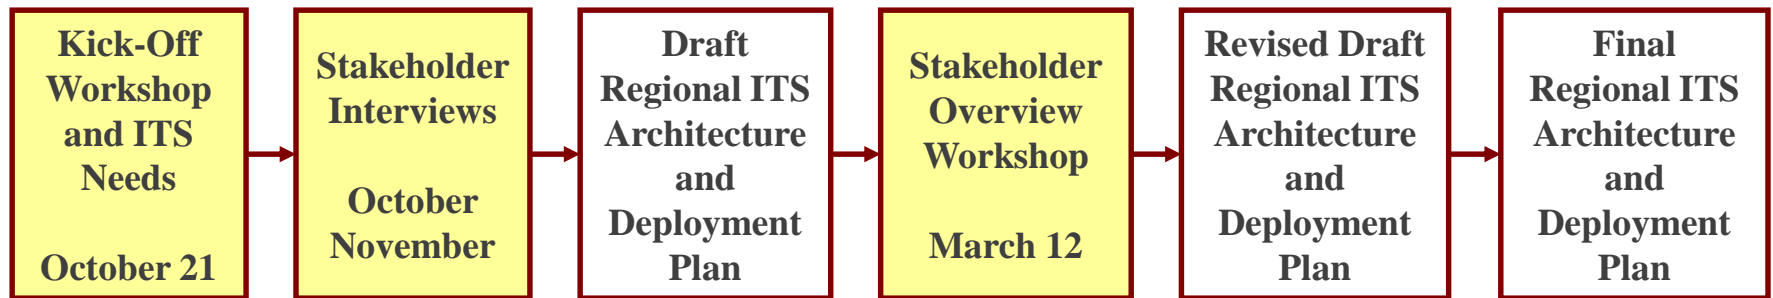 Kick-Off
Workshop
and ITS
Needs
October 21
Stakeholder
Interviews
October
November
Draft
Regional ITS
Architecture
and
Deployment
Plan
Stakeholder
Overview
Workshop
March 12
Revised Draft
Regional ITS
Architecture
and
Deployment
Plan
Final
Regional ITS
Architecture
and
Deployment
Plan